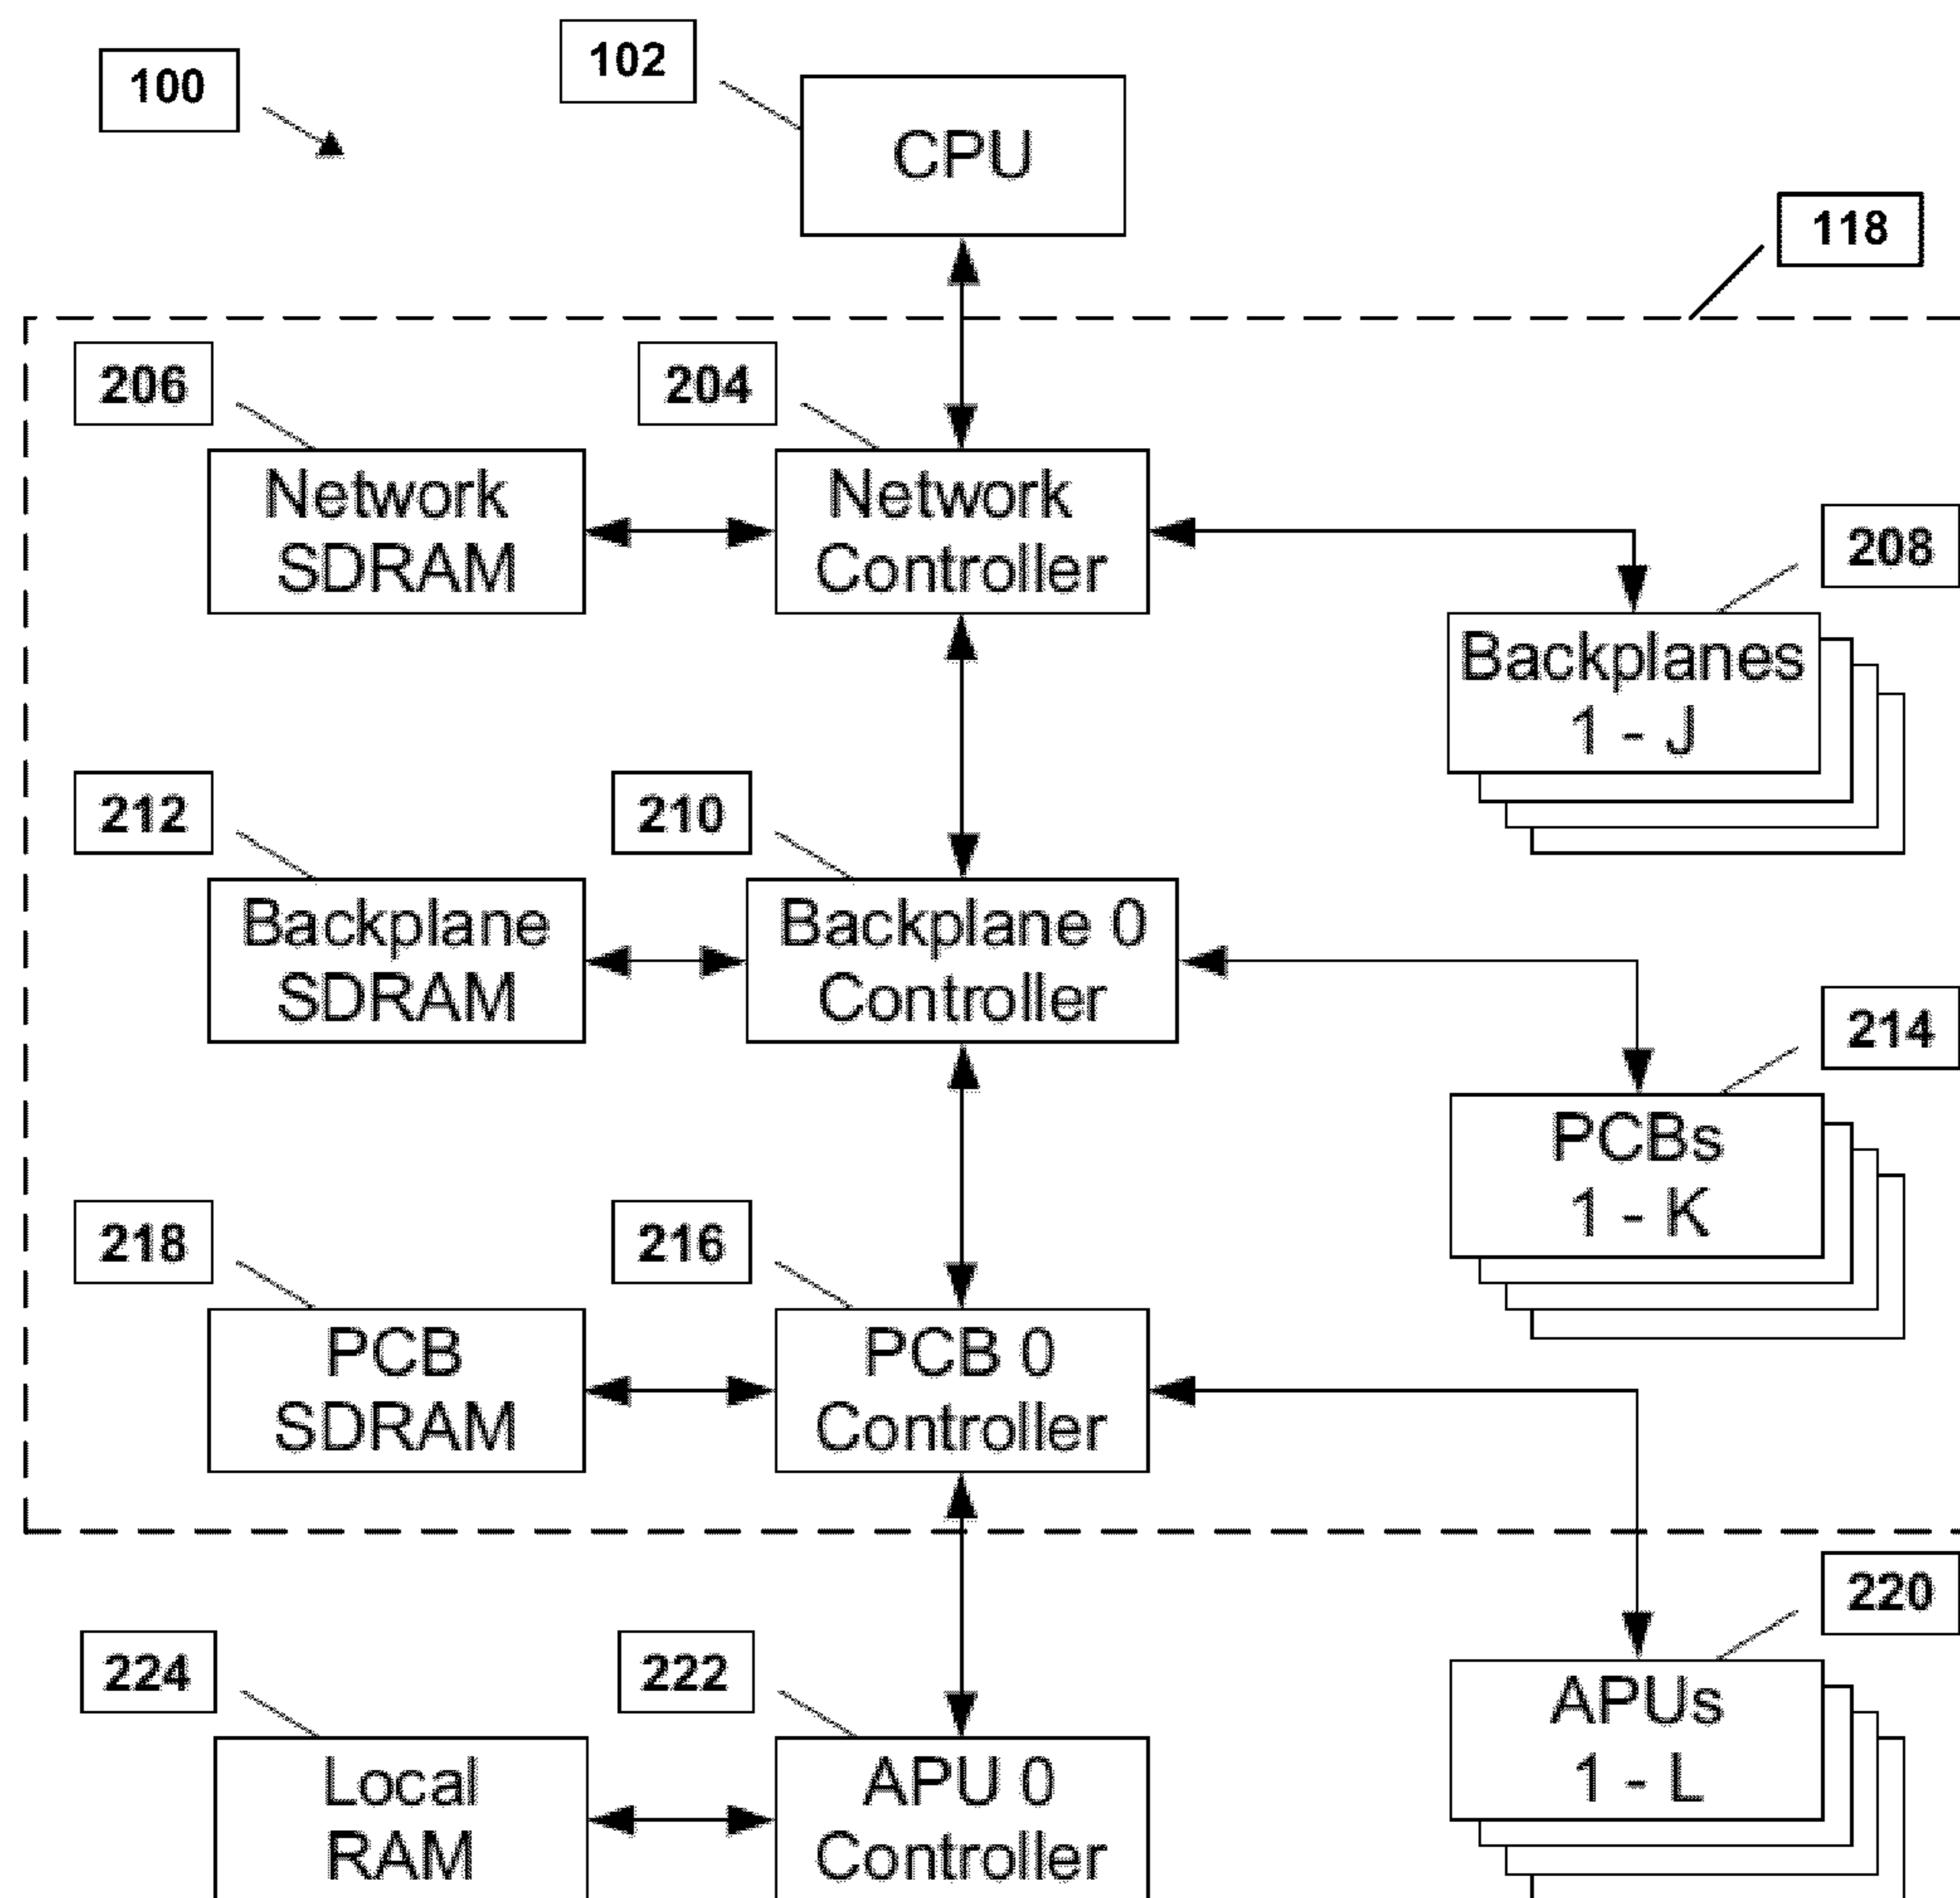 100
102
CPU
118
206
204
Network
SDRAM
Network
Controller
208
Backplanes
1 - J
212
210
Backplane
SDRAM
Backplane 0
Controller
214
PCBs
1 - K
218
216
PCB
SDRAM
PCB 0
Controller
220
APUs
1 - L
224
222
Local
RAM
APU 0
Controller